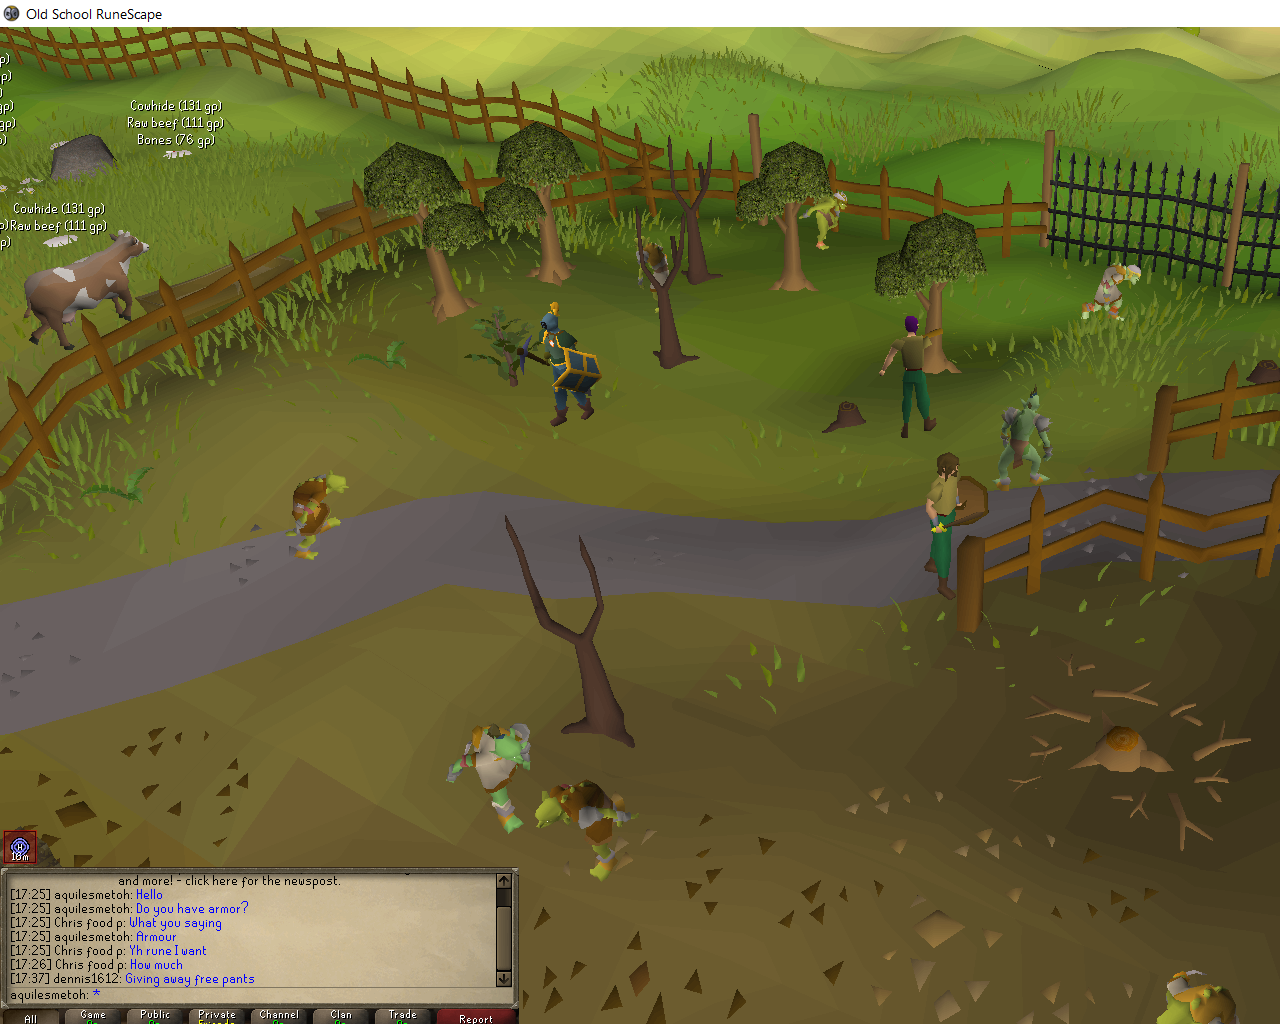 Old School RuneScape
p)
Cowhide (131 gp)
p)
Raw beef (111 gp)
)
Bones (76 gp)
gp)
gp)
p)
Cowhide (131 gp)
p)
Raw beef (111 gp)
p)
H
16m
and more! - click here for the newspost.
[17:25] aquilesmetoh: Hello
[17:25] aquilesmetoh: Do you have armor?
[17:25] Chris food p: What you saying
[17:25] aquilesmetoh: Armour
[17:25] Chris food p: Yh rune I want
[17:26] Chris food p: How much
[17:37] dennis1612: Giving away free pants
aquilesmetoh: *
All Game Public Private Channel Clan Trade Report